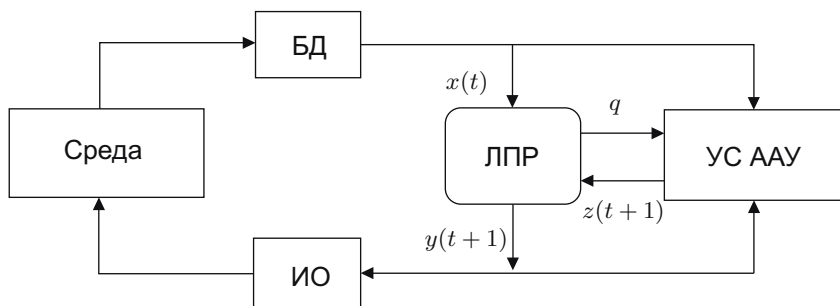 БД
x(t)
q
Среда
ЛПР
УС ААУ
z(t + 1)
y(t + 1)
ИО